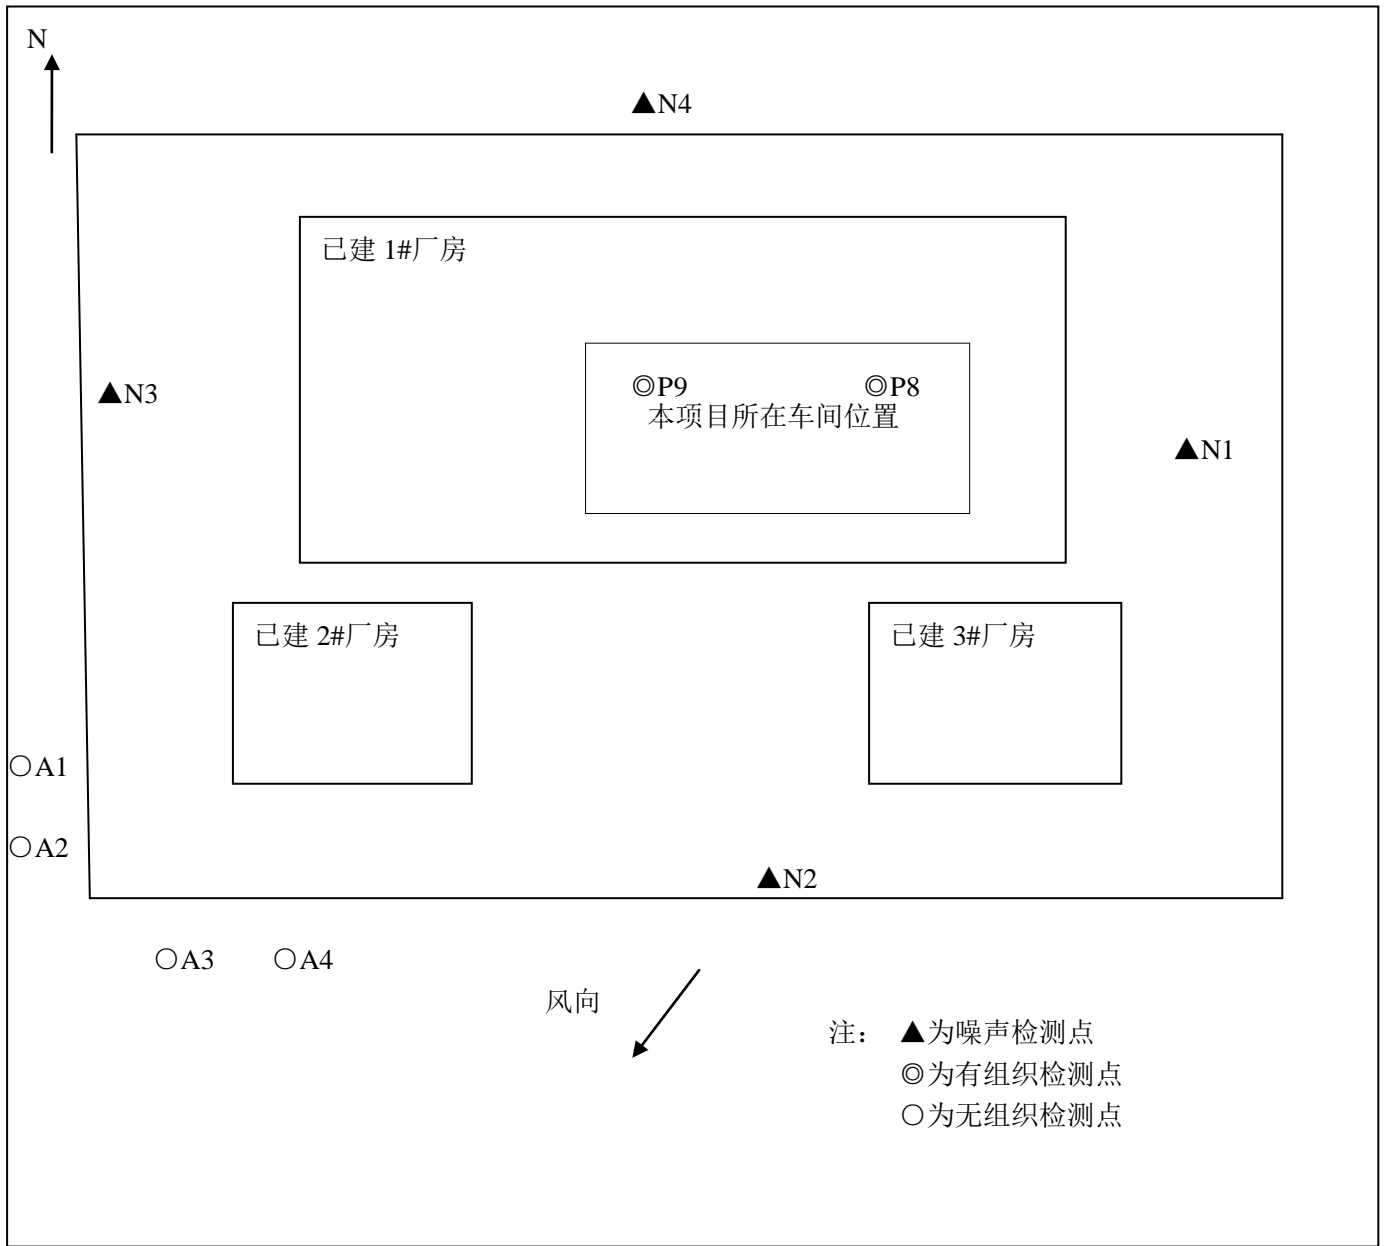 N
▲N4
已建 1#厂房
◎P9
◎P8
本项目所在车间位置
▲N3
▲N1
已建 2#厂房
已建 3#厂房
○A1
○A2
▲N2
○A3
○A4
风向
注： ▲为噪声检测点
◎为有组织检测点
○为无组织检测点